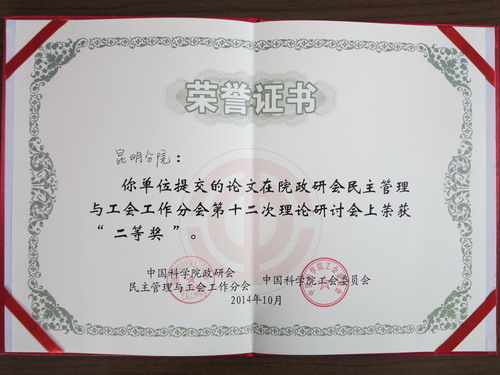 荣誉证书
昆明分院：
你单位提交的论文在院政研会民主管理
与工会工作分会第十二次理论研讨会上荣获
“二等奖”。
中国科学院政研会
民主管理与工会工作分会
中国科学院工会委员会
2014年10月